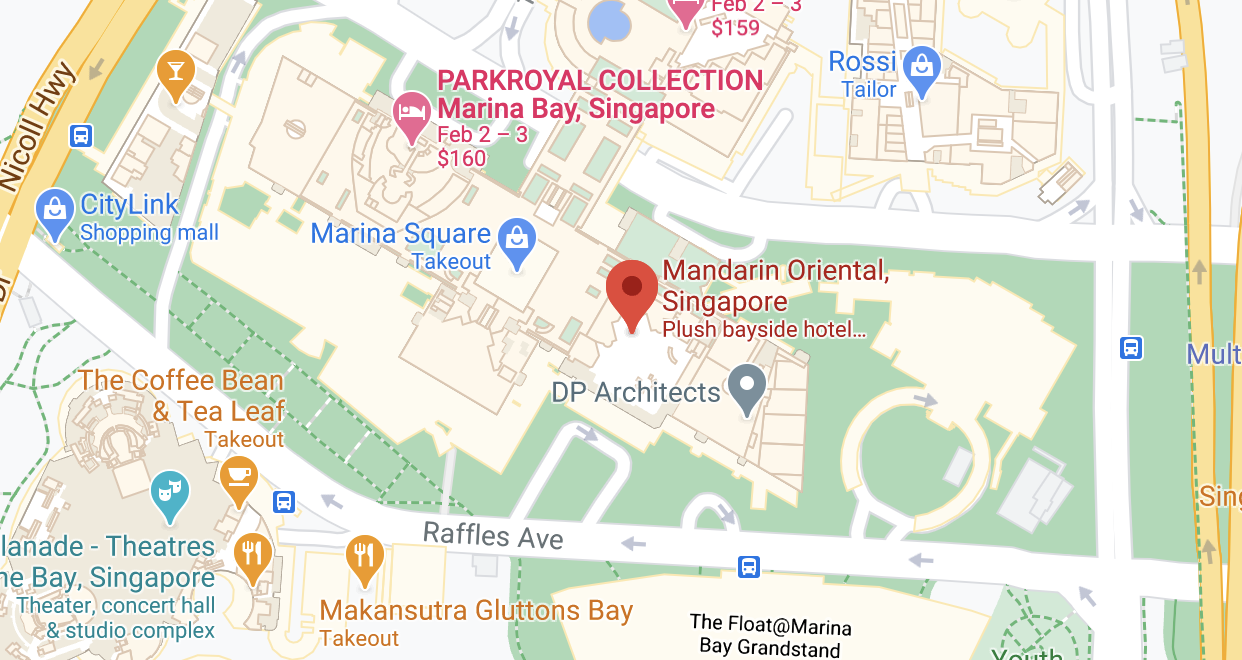 Feb 2 – 3
$159
Rossi
Tailor
PARKROYAL COLLECTION
Marina Bay, Singapore
Feb 2 – 3
$160
Nicoll Hwy
CityLink
Shopping mall
Marina Square
Takeout
Mandarin Oriental,
Singapore
Plush bayside hotel...
Dr
Mult
The Coffee Bean
& Tea Leaf
Takeout
DP Architects
Sing
Raffles Ave
lanade - Theatres
ne Bay, Singapore
Theater, concert hall
& studio complex
Makansutra Gluttons Bay
Takeout
The Float@Marina
Bay Grandstand
Youth